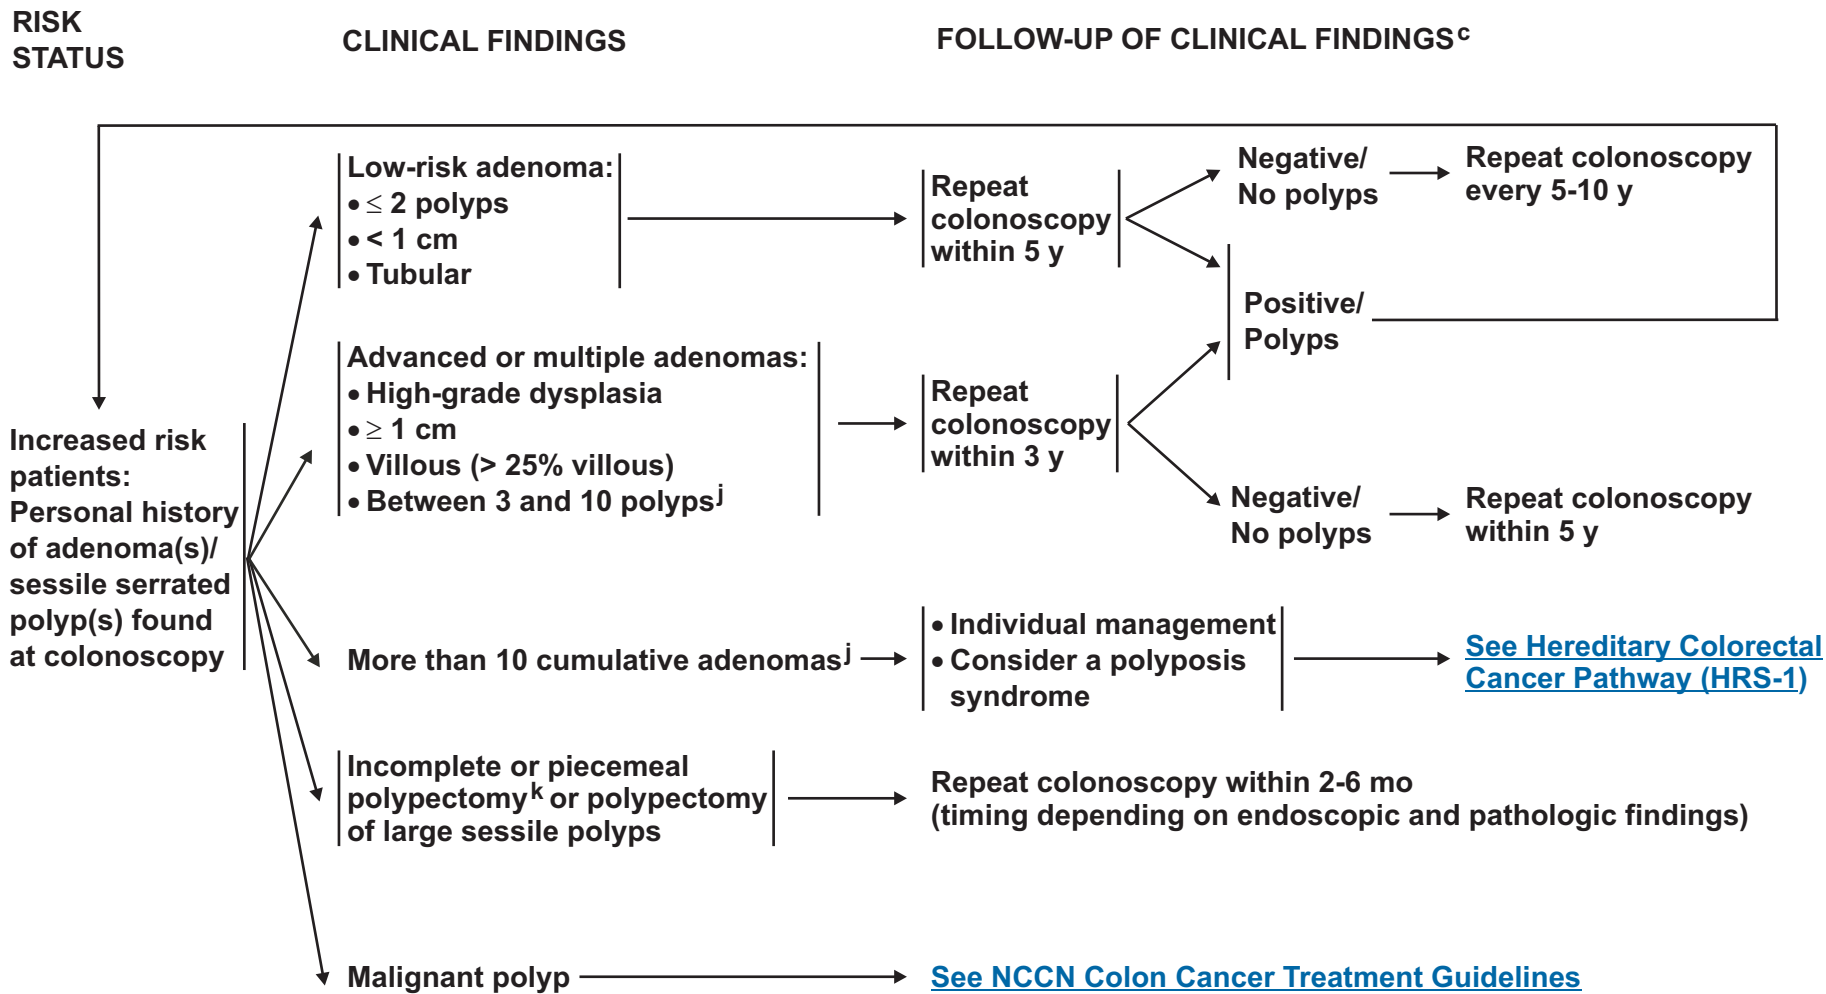 RISK
STATUS
CLINICAL FINDINGS
FOLLOW-UP OF CLINICAL FINDINGS c
Increased risk
patients:
Personal history
of adenoma(s)/
sessile serrated
polyp(s) found
at colonoscopy
Low-risk adenoma:
• ≤ 2 polyps
• < 1 cm
• Tubular
Repeat
colonoscopy
within 5 y
Negative/
No polyps
Repeat colonoscopy
every 5-10 y
Positive/
Polyps
Advanced or multiple adenomas:
• High-grade dysplasia
• ≥ 1 cm
• Villous (> 25% villous)
• Between 3 and 10 polyps j
Repeat
colonoscopy
within 3 y
Negative/
No polyps
Repeat colonoscopy
within 5 y
More than 10 cumulative adenomas j
• Individual management
• Consider a polyposis
syndrome
See Hereditary Colorectal
Cancer Pathway (HRS-1)
Incomplete or piecemeal
polypectomy k or polypectomy
of large sessile polyps
Repeat colonoscopy within 2-6 mo
(timing depending on endoscopic and pathologic findings)
Malignant polyp
See NCCN Colon Cancer Treatment Guidelines